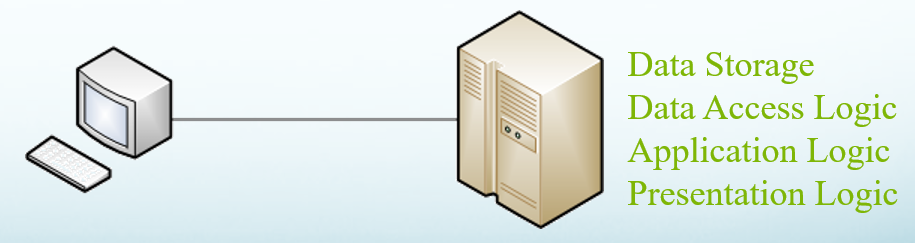 Data Storage
Data Access Logic
Application Logic
Presentation Logic